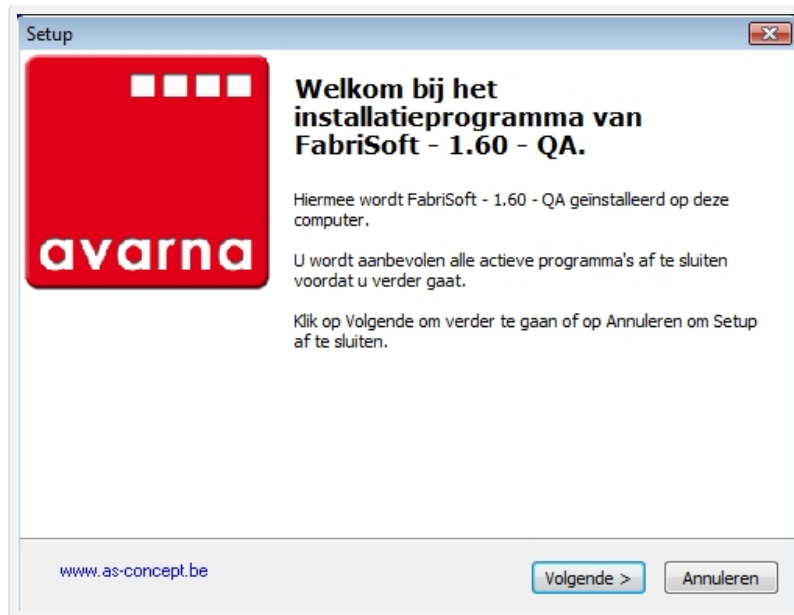 Setup
avarna
Welkom bij het
installatieprogramma van
FabriSoft - 1.60 - QA.
Hiermee wordt FabriSoft - 1.60 - QA geïnstalleerd op deze
computer.
U wordt aanbevolen alle actieve programma's af te sluiten
voordat u verder gaat.
Klik op Volgende om verder te gaan of op Annuleren om Setup
af te sluiten.
www.as-concept.be
Volgende >
Annuleren